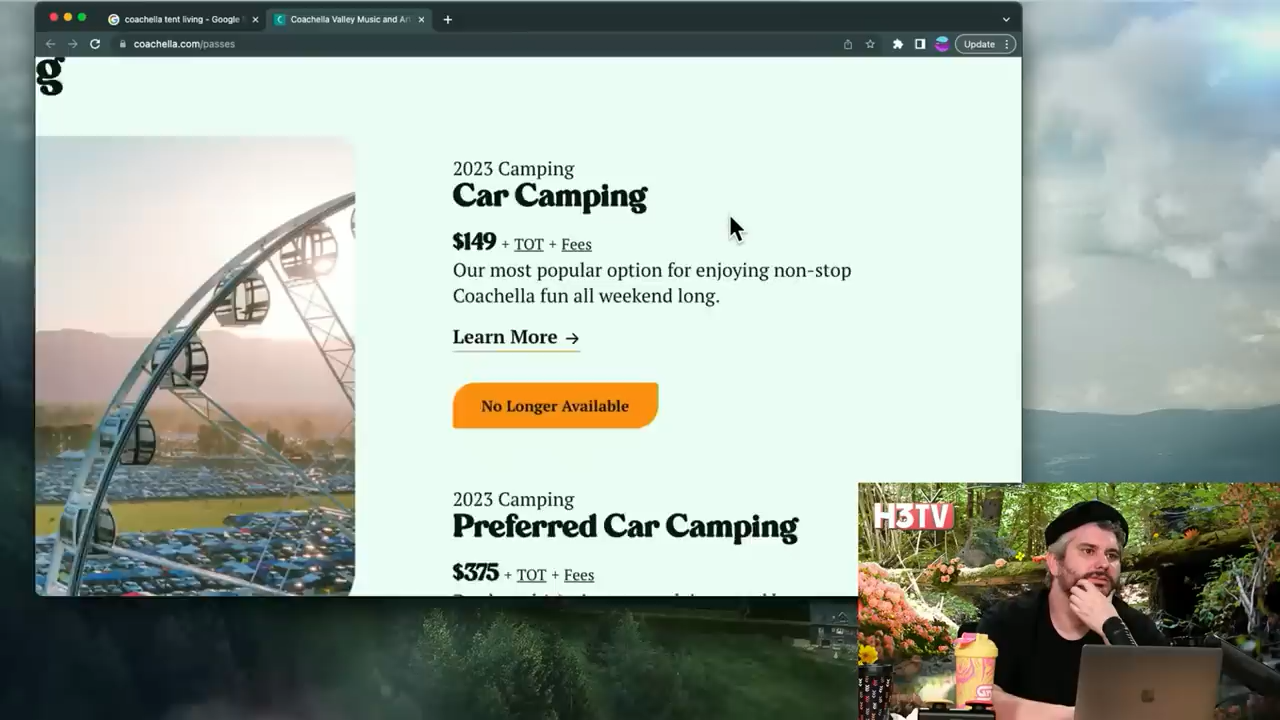 coachella tent living - Google
Coachella Valley Music and Ar
coachella.com/passes
Update
g
2023 Camping
Car Camping
$149 + TOT + Fees
Our most popular option for enjoying non-stop
Coachella fun all weekend long.
Learn More →
No Longer Available
2023 Camping
Preferred Car Camping
$375 + TOT + Fees
H3TV